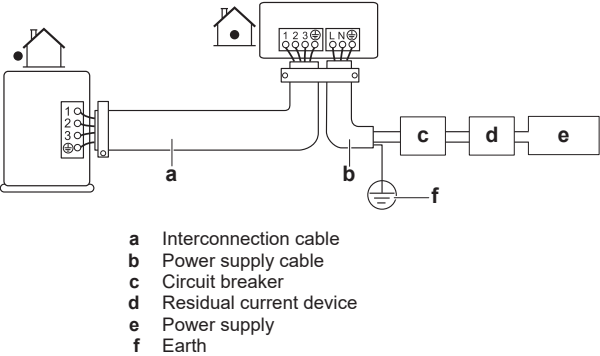 1 2 3 L N
1
2
3
c d e
a b
f
a Interconnection cable
b Power supply cable
c Circuit breaker
d Residual current device
e Power supply
f Earth